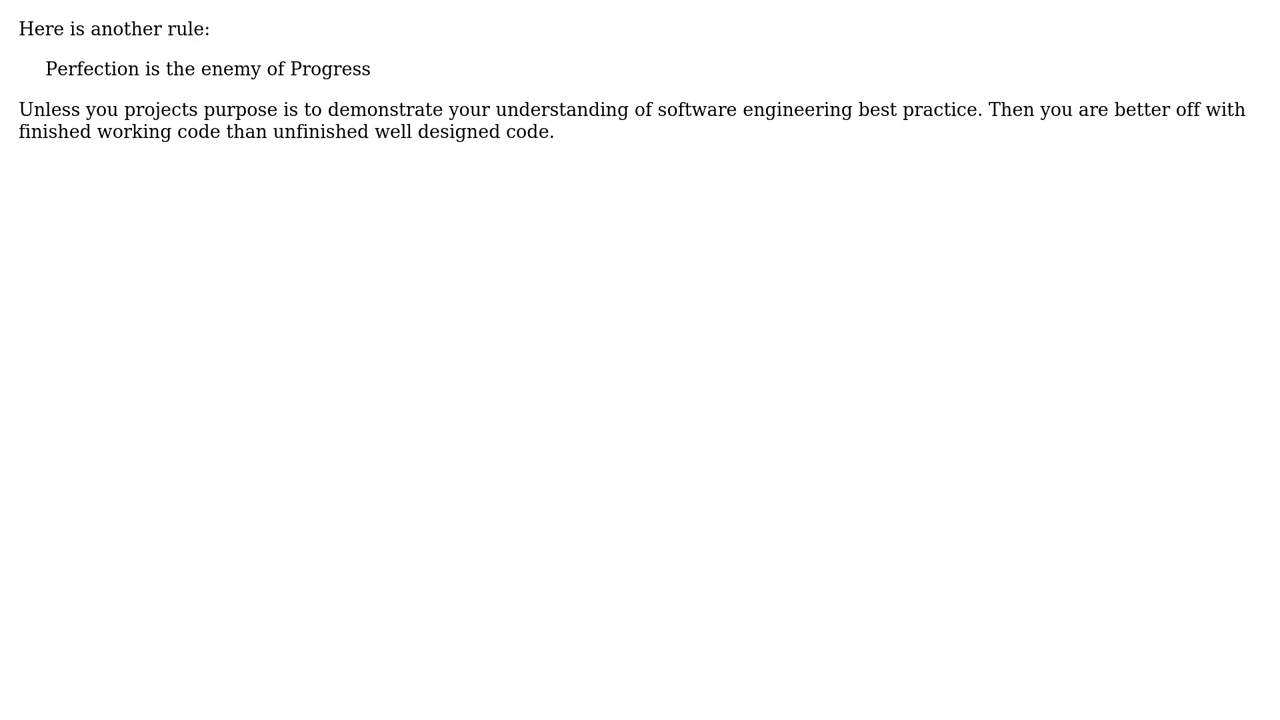 Here is another rule:
Perfection is the enemy of Progress
Unless you projects purpose is to demonstrate your understanding of software engineering best practice. Then you are better off with
finished working code than unfinished well designed code.